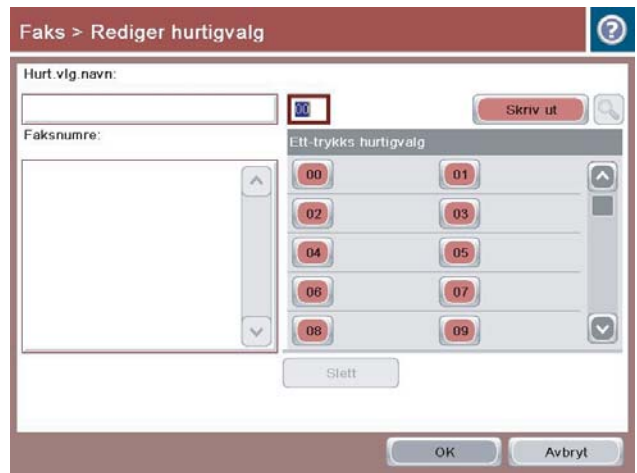 Faks > Rediger hurtigvalg
?
Hurt.vlg.navn:
00
Skriv ut
Faksnumre:
Ett-trykks hurtigvalg
00 01
02 03
04 05
06 07
08 09
Slett
OK Avbryt